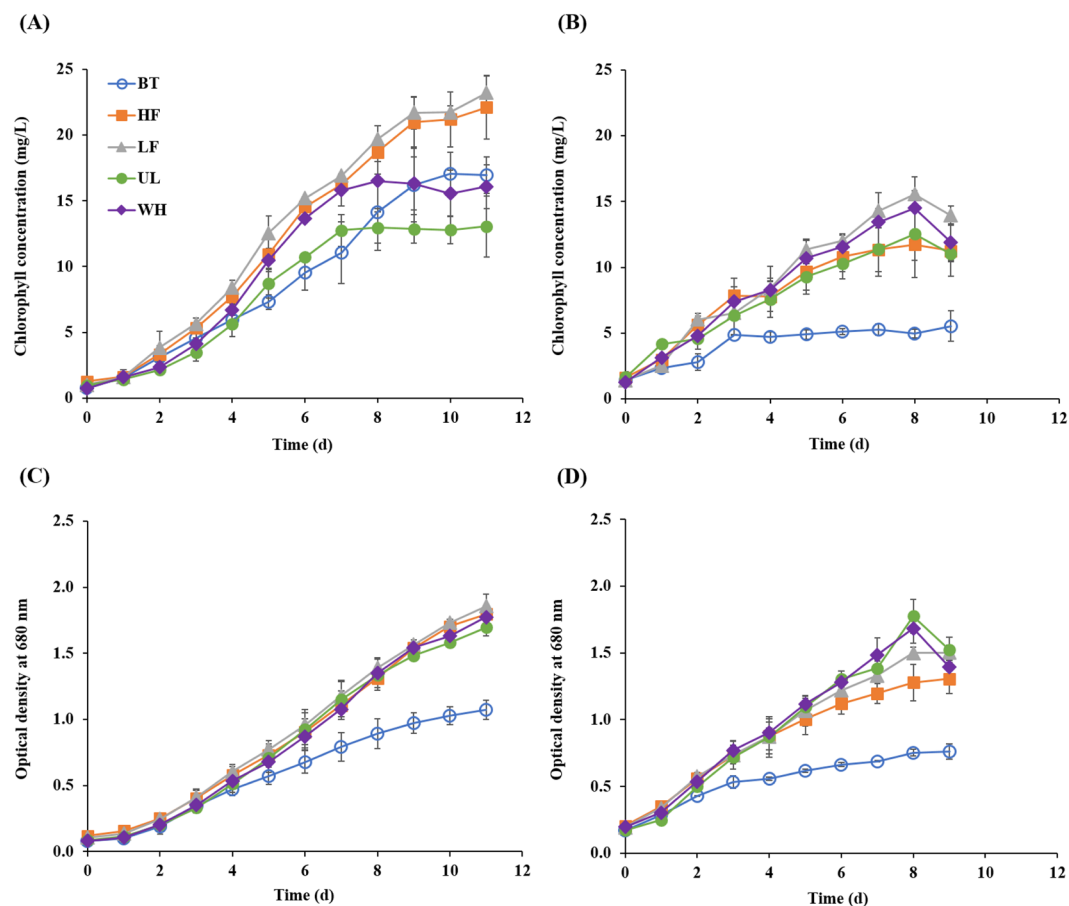 (A)
Chlorophyll concentration (mg/L)
25
20
15
10
5
0
BT
HF
LF
UL
WH
0 2 4 6 8 10 12
Time (d)
(B)
Chlorophyll concentration (mg/L)
25
20
15
10
5
0
0 2 4 6 8 10 12
Time (d)
(C)
Optical density at 680 nm
2.5
2.0
1.5
1.0
0.5
0.0
0 2 4 6 8 10 12
Time (d)
(D)
Optical density at 680 nm
2.5
2.0
1.5
1.0
0.5
0.0
0 2 4 6 8 10 12
Time (d)